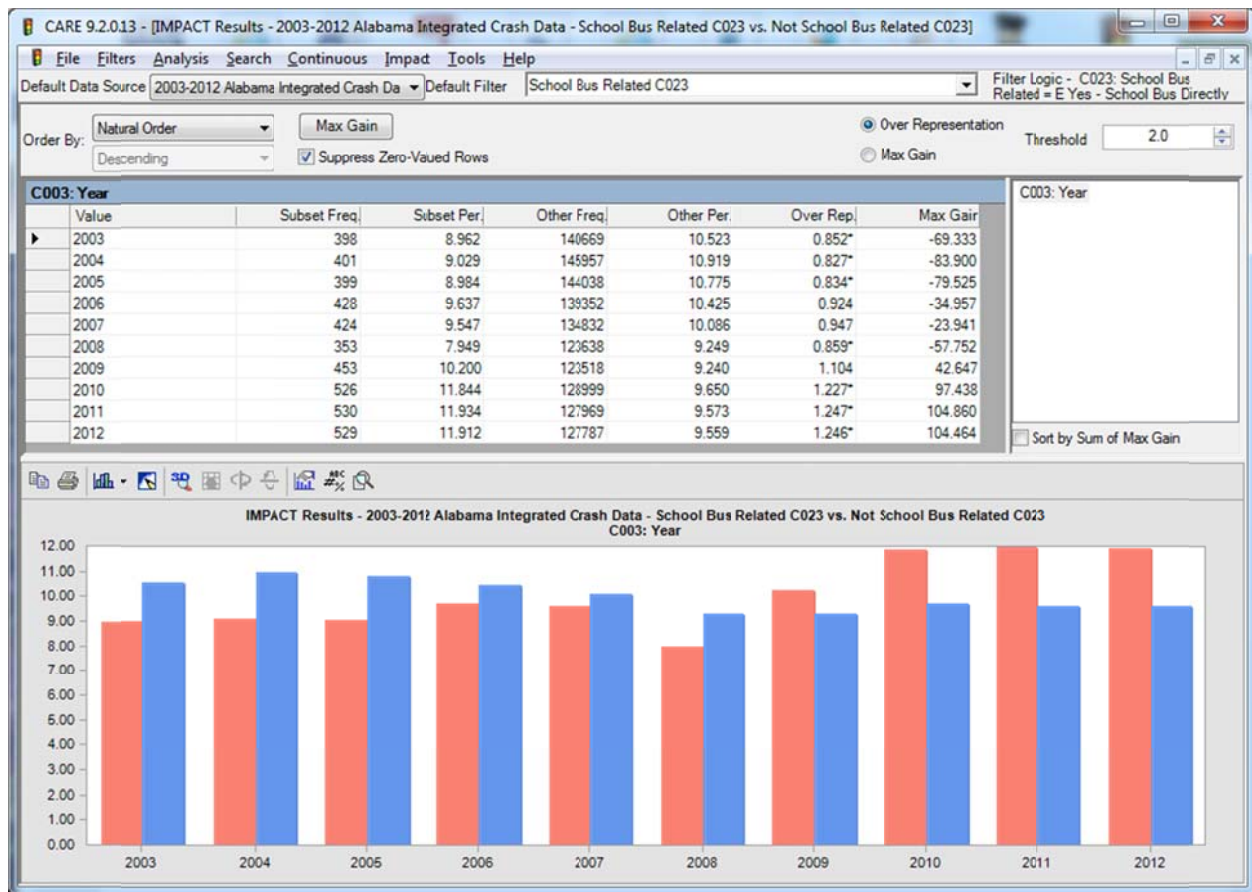 CARE 9.2.0.13 - [IMPACT Results - 2003-2012 Alabama Integrated Crash Data - School Bus Related C023 vs. Not School Bus Related C023]
File Filters Analysis Search Continuous Impact Tools Help
Default Data Source 2003-2012 Alabama Integrated Crash Da Default Filter School Bus Related C023 Filter Logic - C023: School Bus
Related = E Yes - School Bus Directly
Order By: Natural Order Max Gain Over Representation Threshold 2.0
Descending Suppress Zero-Vaued Rows Max Gain
C003: Year C003: Year
Value Subset Freq. Subset Per. Other Freq. Other Per. Over Rep. Max Gain
2003 398 8.962 140669 10.523 0.852* -69.333
2004 401 9.029 145957 10.919 0.827* -83.900
2005 399 8.984 144038 10.775 0.834* -79.525
2006 428 9.637 139352 10.425 0.924 -34.957
2007 424 9.547 134832 10.086 0.947 -23.941
2008 353 7.949 123638 9.249 0.859* -57.752
2009 453 10.200 123518 9.240 1.104 42.647
2010 526 11.844 128999 9.650 1.227* 97.438
2011 530 11.934 127969 9.573 1.247* 104.860
2012 529 11.912 127787 9.559 1.246* 104.464
Sort by Sum of Max Gain
3D ABC #%
IMPACT Results - 2003-2012 Alabama Integrated Crash Data - School Bus Related C023 vs. Not School Bus Related C023
C003: Year
12.00
11.00
10.00
9.00
8.00
7.00
6.00
5.00
4.00
3.00
2.00
1.00
0.00
2003 2004 2005 2006 2007 2008 2009 2010 2011 2012